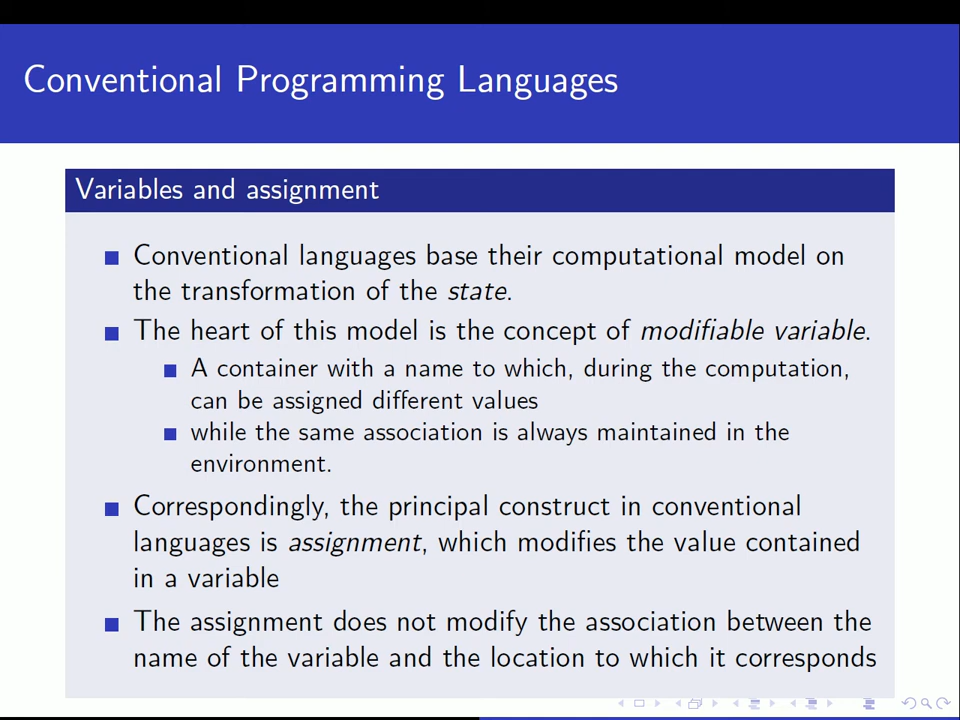 Conventional Programming Languages
Variables and assignment
Conventional languages base their computational model on
the transformation of the state.
The heart of this model is the concept of modifiable variable.
A container with a name to which, during the computation,
can be assigned different values
while the same association is always maintained in the
environment.
Correspondingly, the principal construct in conventional
languages is assignment, which modifies the value contained
in a variable
The assignment does not modify the association between the
name of the variable and the location to which it corresponds